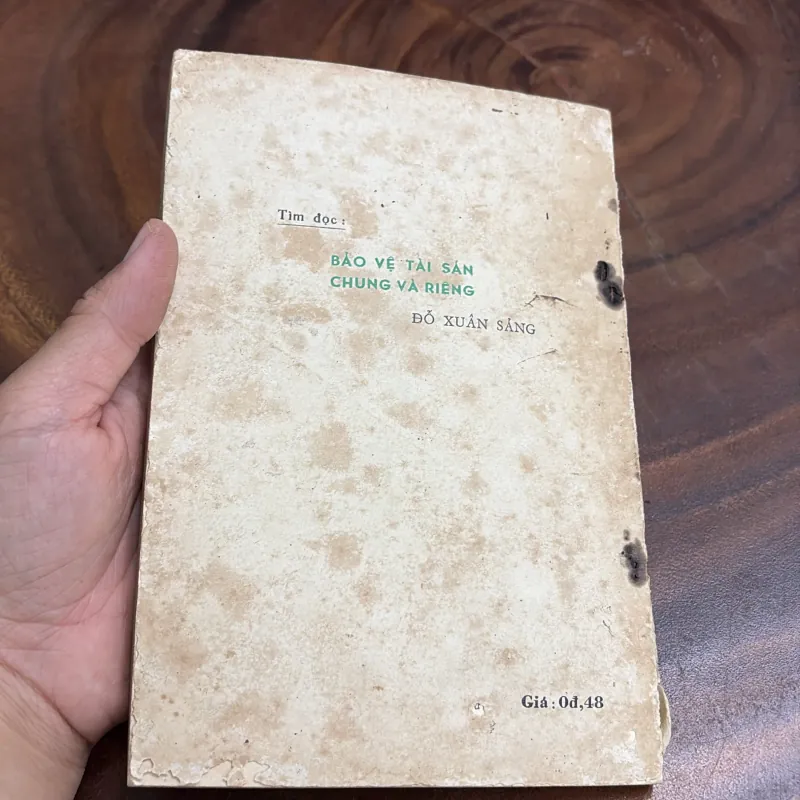 Tìm đọc :
BẢO VỆ TÀI SẢN
CHUNG VÀ RIÊNG
ĐỖ XUÂN SẢNG
Giá : 0đ,48